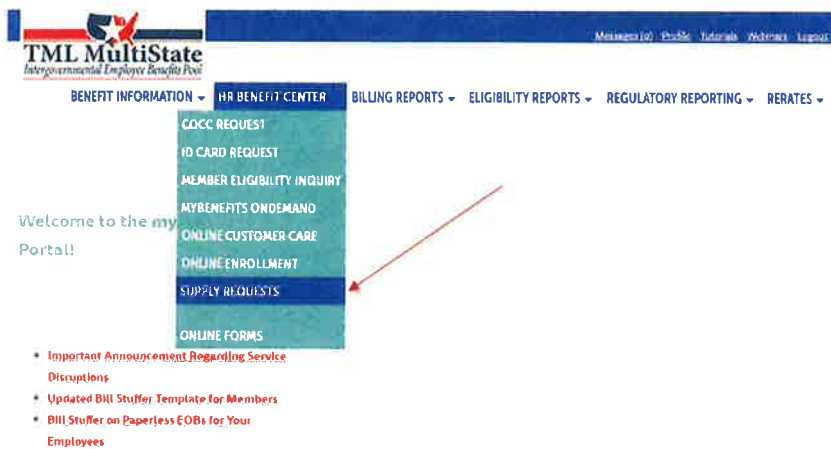 Messages (0) Profile Tutorials Webinars Logout
TML MultiState
Intergovernmental Employee Benefits Pool
BENEFIT INFORMATION HR BENEFIT CENTER BILLING REPORTS ELIGIBILITY REPORTS REGULATORY REPORTING RERATES
COCC REQUEST
ID CARD REQUEST
MEMBER ELIGIBILITY INQUIRY
MYBENEFITS ONDEMAND
Welcome to the my
ONLINE CUSTOMER CARE
Portal!
ONLINE ENROLLMENT
SUPPLY REQUESTS
ONLINE FORMS
Important Announcement Regarding Service
Disruptions
Updated Bill Stuffer Template for Members
Bill Stuffer on Paperless EOBs for Your
Employees